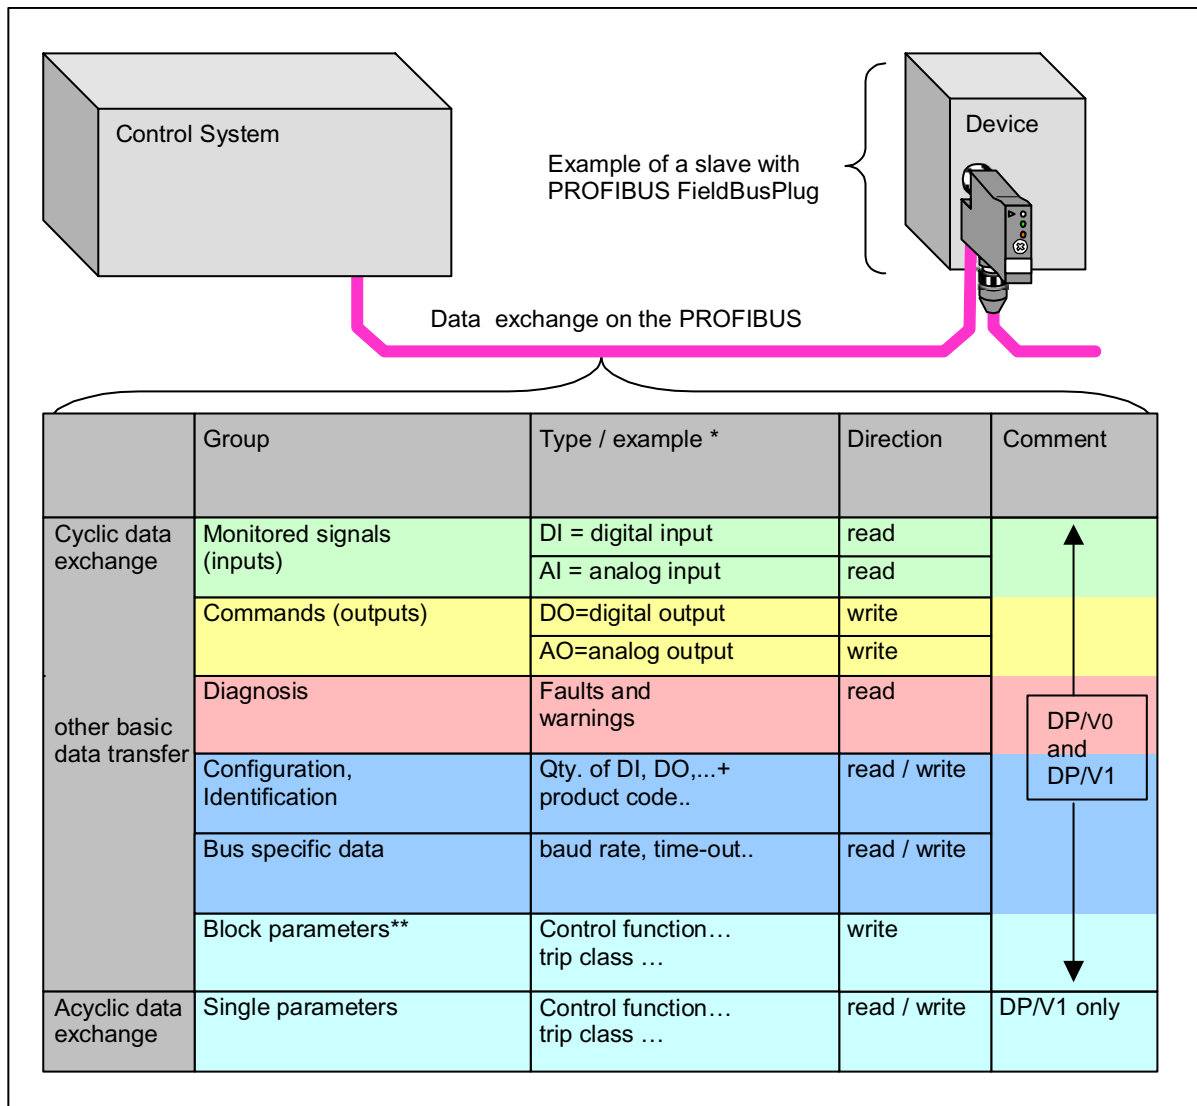 Control System
Device
Example of a slave with
PROFIBUS FieldBusPlug
Data exchange on the PROFIBUS
Group Type / example * Direction Comment
Cyclic data
exchange
Monitored signals
(inputs)
DI = digital input read
AI = analog input read
Commands (outputs) DO=digital output write
AO=analog output write
other basic
data transfer
Diagnosis Faults and
warnings
read
DP/V0
and
DP/V1
Configuration,
Identification
Qty. of DI, DO,...+
product code..
read / write
Bus specific data baud rate, time-out.. read / write
Block parameters** Control function…
trip class …
write
Acyclic data
exchange
Single parameters Control function…
trip class …
read / write DP/V1 only